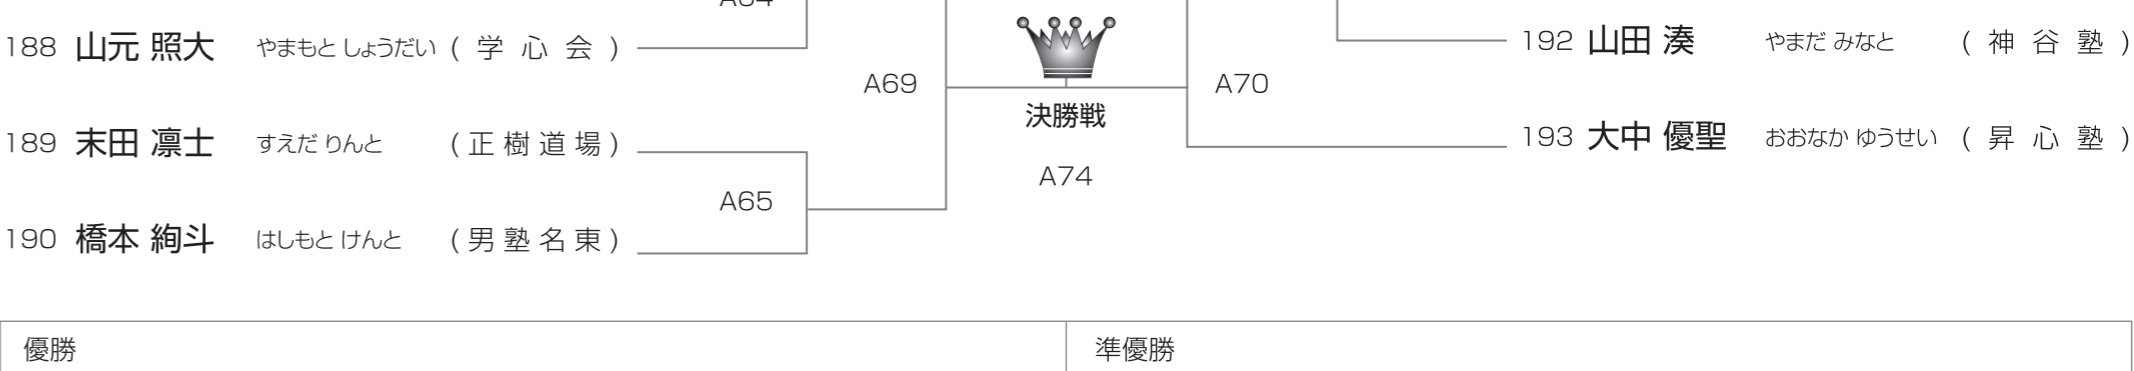 188 山元 照大 やまもと しょうだい ( 学 心 会 )
189 末田 凛士 すえだ りんと ( 正 樹 道 場 )
190 橋本 絢斗 はしもと けんと ( 男 塾 名 東 )
A69
A65
決勝戦
A74
A70
192 山田 湊 やまだ みなと ( 神 谷 塾 )
193 大中 優聖 おおなか ゆうせい ( 昇 心 塾 )
優勝
準優勝